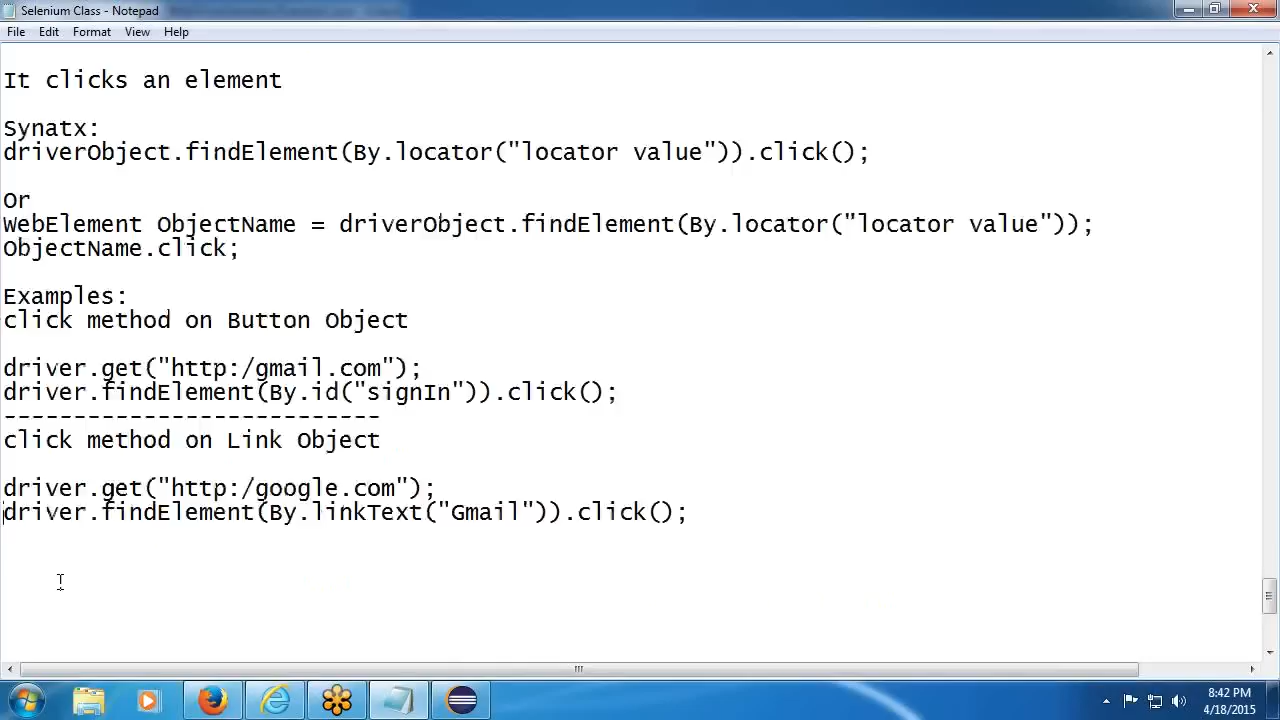 Selenium Class - Notepad
File Edit Format View Help
It clicks an element
Synatx:
driverObject.findElement(By.locator("locator value")).click();
Or
WebElement ObjectName = driverObject.findElement(By.locator("locator value"));
ObjectName.click;
Examples:
click method on Button Object
driver.get("http:/gmail.com");
driver.findElement(By.id("signIn")).click();
---------------------------
click method on Link Object
driver.get("http:/google.com");
driver.findElement(By.linkText("Gmail")).click();
8:42 PM
4/18/2015